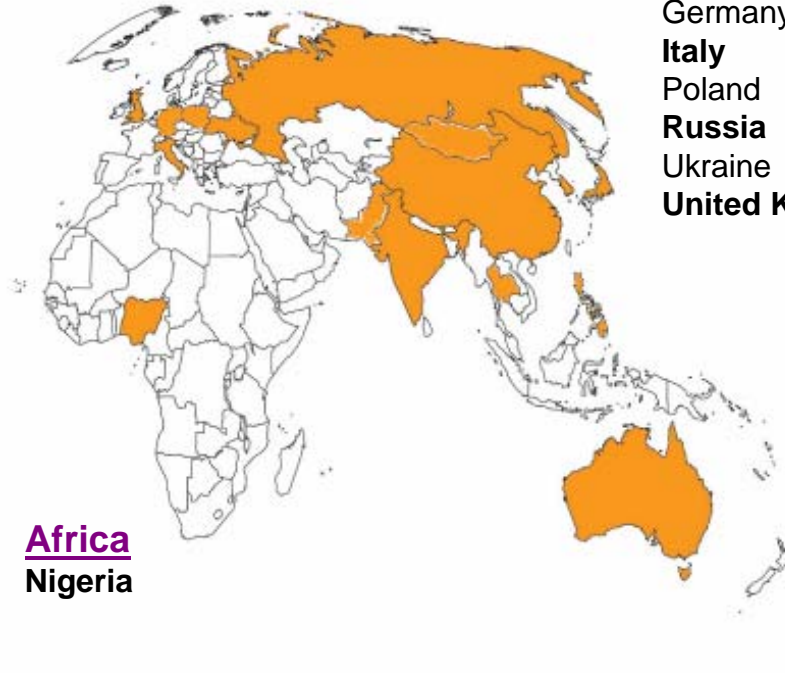 Germany
Italy
Poland
Russia
Ukraine
United K
Africa
Nigeria